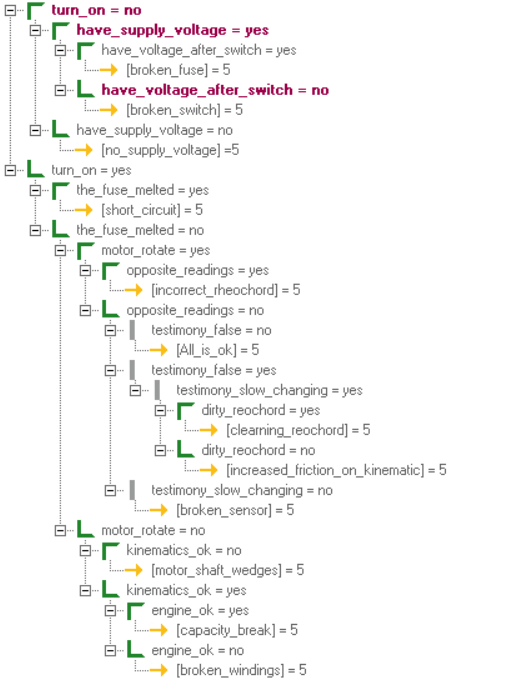 turn_on = no
have_supply_voltage = yes
have_voltage_after_switch = yes
[broken_fuse] = 5
have_voltage_after_switch = no
[broken_switch] = 5
have_supply_voltage = no
[no_supply_voltage] =5
turn_on = yes
the_fuse_melted = yes
[short_circuit] = 5
the_fuse_melted = no
motor_rotate = yes
opposite_readings = yes
[incorrect_rheochord] = 5
opposite_readings = no
testimony_false = no
[All_is_ok] = 5
testimony_false = yes
testimony_slow_changing = yes
dirty_reochord = yes
[clearning_reochord] = 5
dirty_reochord = no
[increased_friction_on_kinematic] = 5
testimony_slow_changing = no
[broken_sensor] = 5
motor_rotate = no
kinematics_ok = no
[motor_shaft_wedges] = 5
kinematics_ok = yes
engine_ok = yes
[capacity_break] = 5
engine_ok = no
[broken_windings] = 5